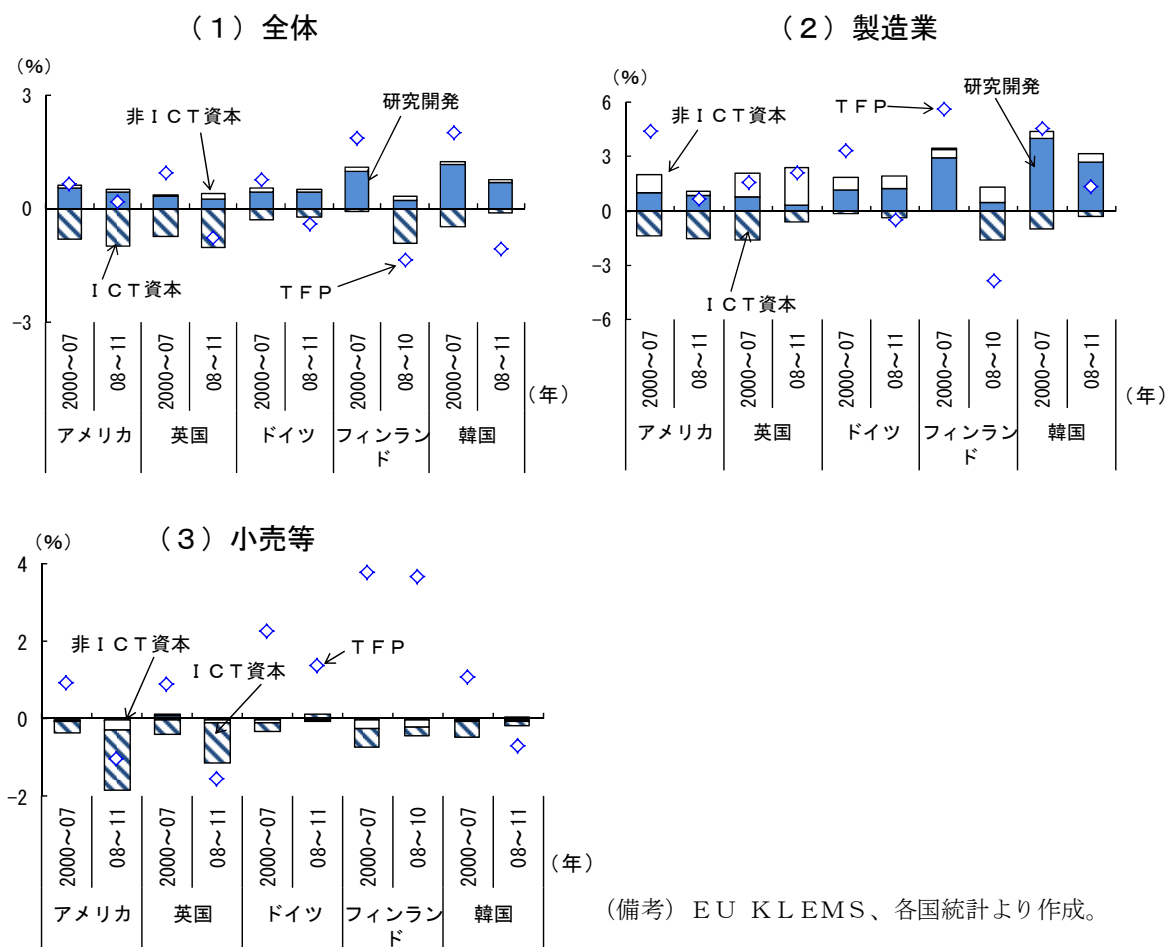 （１）全体
（％）
3
0
−3
非ＩＣＴ資本
研究開発
ＩＣＴ資本
ＴＦＰ
2000～07
08～11
2000～07
08～11
2000～07
08～11
2000～07
08～10
2000～07
08～11
（年）
アメリカ
英国
ドイツ
フィンラン
ド
韓国
（２）製造業
（％）
6
3
0
−3
−6
非ＩＣＴ資本
ＴＦＰ
研究開発
ＩＣＴ資本
2000～07
08～11
2000～07
08～11
2000～07
08～11
2000～07
08～10
2000～07
08～11
（年）
アメリカ
英国
ドイツ
フィンラン
ド
韓国
（３）小売等
（％）
4
2
0
−2
非ＩＣＴ資本
ＩＣＴ資本
ＴＦＰ
2000～07
08～11
2000～07
08～11
2000～07
08～11
2000～07
08～10
2000～07
08～11
（年）
アメリカ
英国
ドイツ
フィンラン
ド
韓国
（備考）ＥＵ ＫＬＥＭＳ、各国統計より作成。